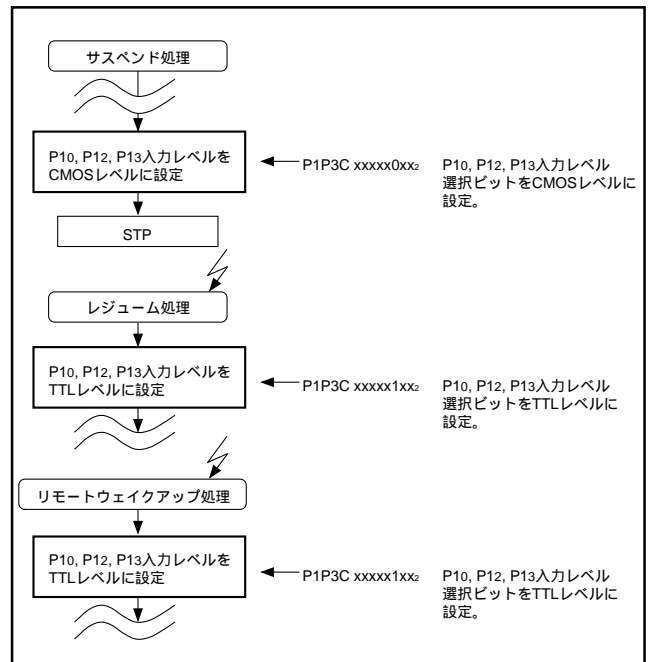 サスペンド処理
P10, P12, P13入力レベルを
CMOSレベルに設定
P1P3C xxxxx0xx2
P10, P12, P13入力レベル
選択ビットをCMOSレベルに
設定。
STP
レジューム処理
P10, P12, P13入力レベルを
TTLレベルに設定
P1P3C xxxxx1xx2
P10, P12, P13入力レベル
選択ビットをTTLレベルに
設定。
リモートウェイクアップ処理
P10, P12, P13入力レベルを
TTLレベルに設定
P1P3C xxxxx1xx2
P10, P12, P13入力レベル
選択ビットをTTLレベルに
設定。